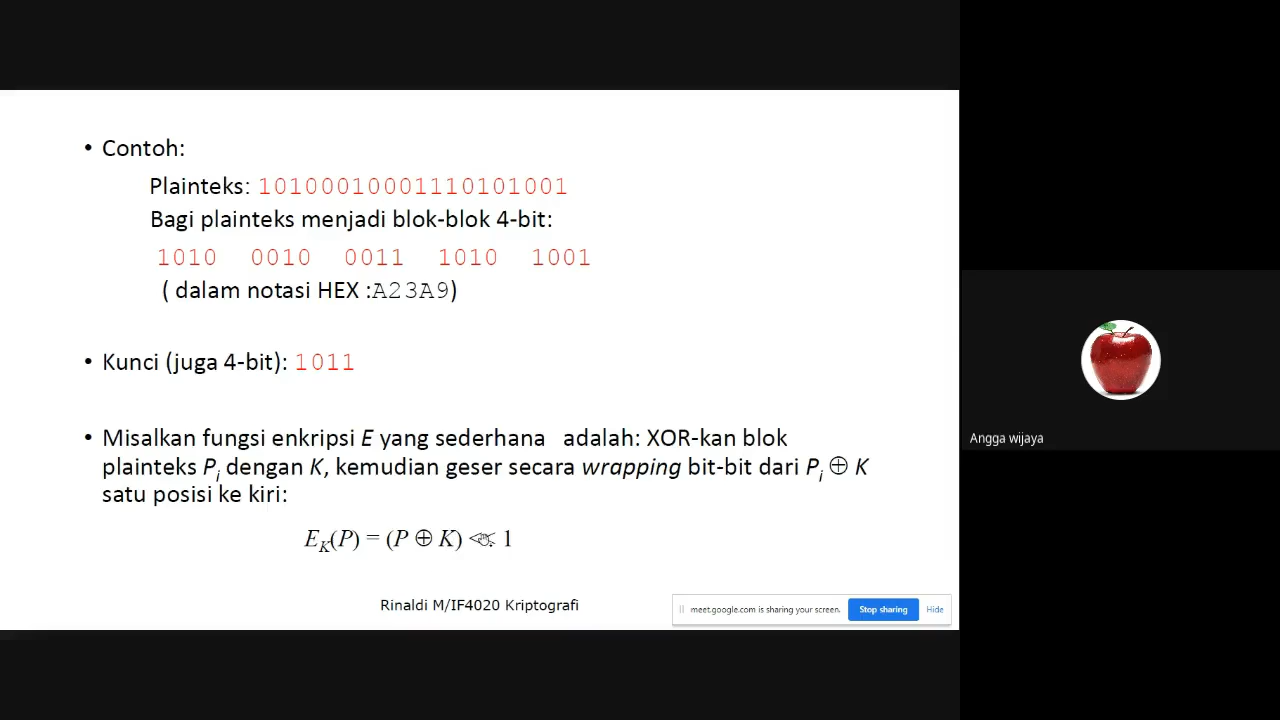 • Contoh:
Plainteks: 10100010001110101001
Bagi plainteks menjadi blok-blok 4-bit:
1010 0010 0011 1010 1001
( dalam notasi HEX :A23A9)
• Kunci (juga 4-bit): 1011
• Misalkan fungsi enkripsi E yang sederhana adalah: XOR-kan blok
plainteks Pi dengan K, kemudian geser secara wrapping bit-bit dari Pi ⊕ K
satu posisi ke kiri:
EK(P) = (P ⊕ K) << 1
Rinaldi M/IF4020 Kriptografi
meet.google.com is sharing your screen. Stop sharing Hide
Angga wijaya